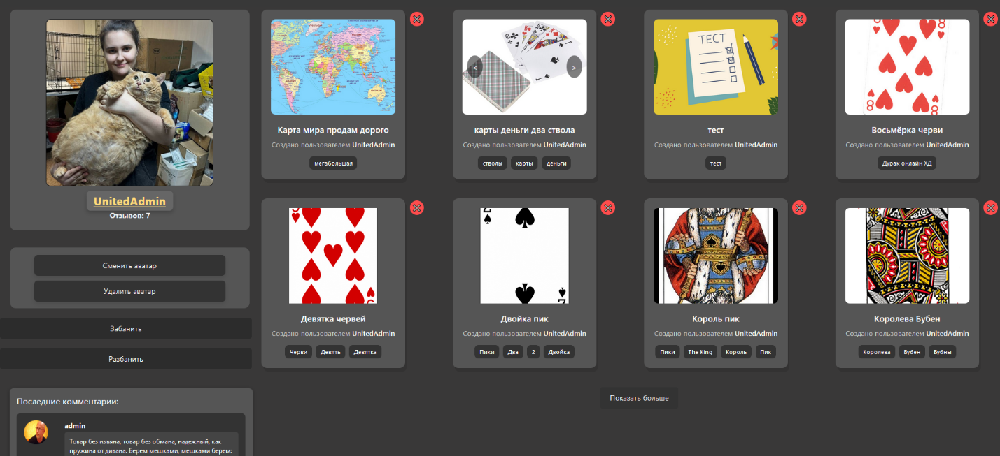 UnitedAdmin
Отзывов: 7
Сменить аватар
Удалить аватар
Забанить
Разбанить
Последние комментарии:
admin
Товар без изъяна, товар без обмана, надежный, как
пружина от дивана. Берем мешками, мешками берем:
Карта мира продам дорого
Создано пользователем UnitedAdmin
мегабольшая
< >
карты деньги два ствола
Создано пользователем UnitedAdmin
стволы карты деньги
ТЕСТ
тест
Создано пользователем UnitedAdmin
тест
8
8
Восьмёрка черви
Создано пользователем UnitedAdmin
Дурак онлайн ХД
Девятка червей
Создано пользователем UnitedAdmin
Черви Девять Девятка
Двойка пик
Создано пользователем UnitedAdmin
Пики Два 2 Двойка
Король пик
Создано пользователем UnitedAdmin
Пики The King Король Пик
Королева Бубен
Создано пользователем UnitedAdmin
Королева Бубен Бубны
Показать больше